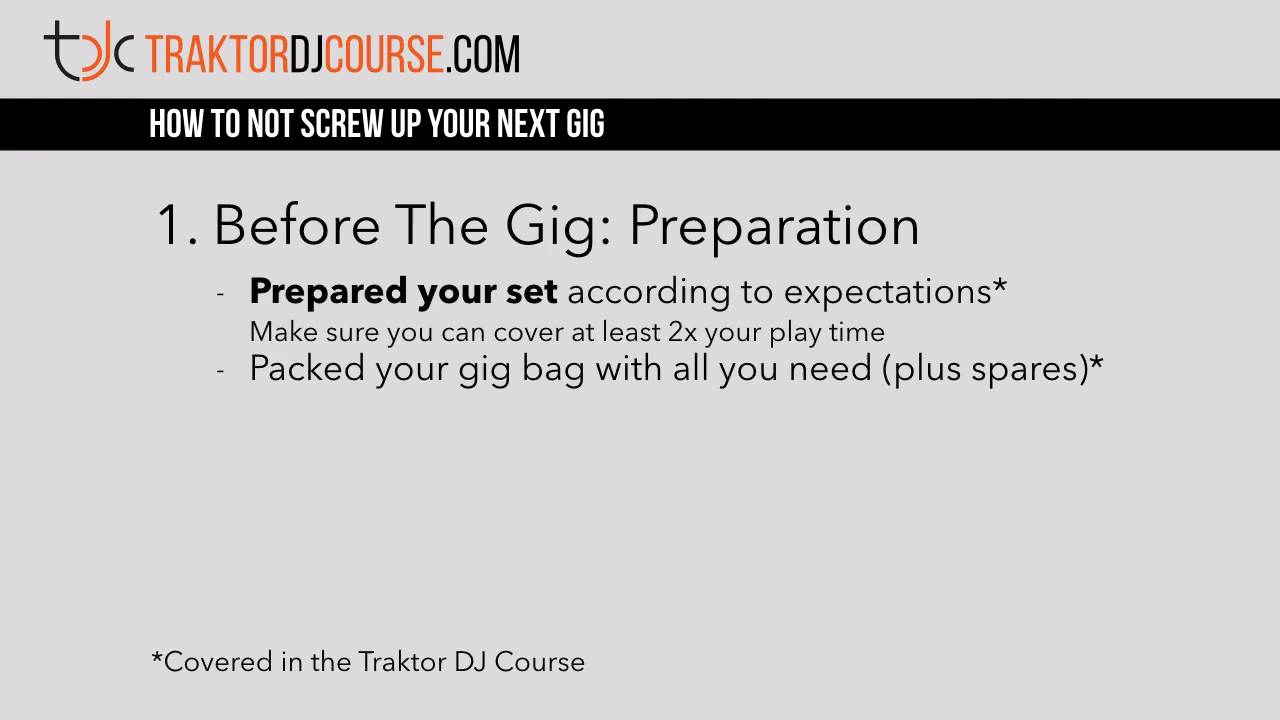 tdjc TRAKTORDJCOURSE.COM
HOW TO NOT SCREW UP YOUR NEXT GIG
1. Before The Gig: Preparation
- Prepared your set according to expectations*
Make sure you can cover at least 2x your play time
- Packed your gig bag with all you need (plus spares)*
*Covered in the Traktor DJ Course